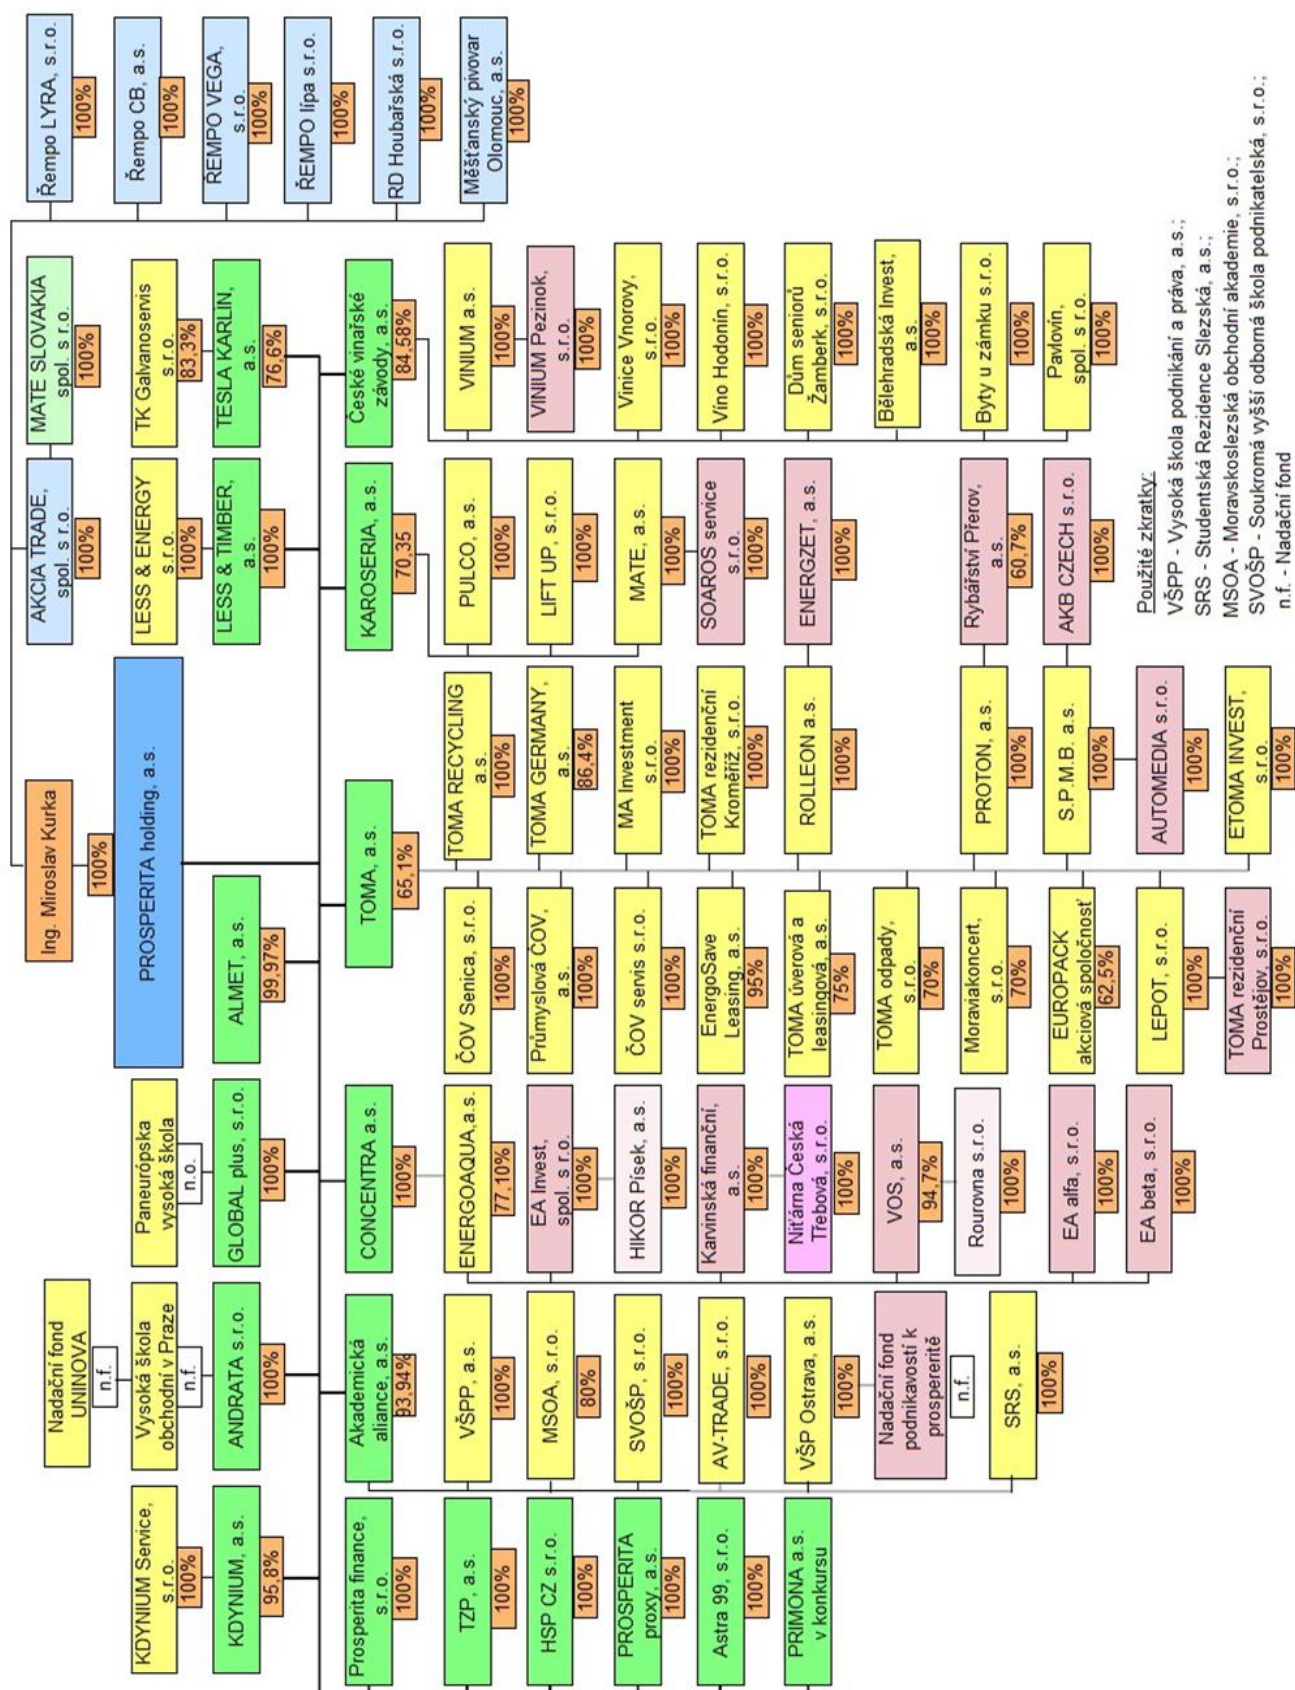 Ing. Miroslav Kurka
100%
PROSPERITA holding, a.s.
AKCIA TRADE,
spol. s r.o.
100%
MATE SLOVAKIA
spol. s r.o.
100%
Řempo LYRA, s.r.o.
100%
Řempo CB, a.s.
100%
ŘEMPO VEGA,
s.r.o.
100%
ŘEMPO lípa s.r.o.
100%
RD Houbařská s.r.o.
100%
Měšťanský pivovar
Olomouc, a.s.
100%
Nadační fond
UNINOVA
n.f.
KDYNIUM Service,
s.r.o.
100%
Vysoká škola
obchodní v Praze
n.f.
Paneurópska
vysoká škola
n.o.
LESS & ENERGY
s.r.o.
100%
TK Galvanoservis
s.r.o.
83,3%
KDYNIUM, a.s.
95,8%
ANDRATA s.r.o.
100%
GLOBAL plus, s.r.o.
100%
ALMET, a.s.
99,97%
LESS & TIMBER,
a.s.
100%
TESLA KARLÍN,
a.s.
76,6%
Prosperita finance,
s.r.o.
100%
TZP, a.s.
100%
HSP CZ s.r.o.
100%
PROSPERITA
proxy, a.s.
100%
Astra 99, s.r.o.
100%
PRIMONA a.s.
v konkursu
Akademická
aliance, a.s.
93,94%
VŠPP, a.s.
100%
MSOA, s.r.o.
80%
SVOŠP, s.r.o.
100%
AV-TRADE, s.r.o.
100%
VŠP Ostrava, a.s.
100%
Nadační fond
podnikavostí k
prosperitě
n.f.
SRS, a.s.
100%
CONCENTRA a.s.
100%
ENERGOAQUA,a.s.
77,10%
EA Invest,
spol. s r.o.
100%
HIKOR Písek, a.s.
100%
Karvinská finanční,
a.s.
100%
Niťárna Česká
Třebová, s.r.o.
100%
VOS, a.s.
94,7%
Rourovna s.r.o.
100%
EA alfa, s.r.o.
100%
EA beta, s.r.o.
100%
TOMA, a.s.
65,1%
ČOV Senica, s.r.o.
100%
Průmyslová ČOV,
a.s.
100%
ČOV servis s.r.o.
100%
EnergoSave
Leasing, a.s.
95%
TOMA úverová a
leasingová, a.s.
75%
TOMA odpady,
s.r.o.
70%
Moraviakoncert,
s.r.o.
70%
EUROPACK
akciová spoločnosť
62,5%
LEPOT, s.r.o.
100%
TOMA rezidenční
Prostějov, s.r.o.
100%
TOMA RECYCLING
a.s.
100%
TOMA GERMANY,
a.s.
86,4%
MA Investment
s.r.o.
100%
TOMA rezidenční
Kroměříž, s.r.o.
100%
ROLLEON a.s.
100%
PROTON, a.s.
100%
S.P.M.B. a.s.
100%
AUTOMEDIA s.r.o.
100%
ETOMA INVEST,
s.r.o.
100%
KAROSERIA, a.s.
70,35
PULCO, a.s.
100%
LIFT UP, s.r.o.
100%
MATE, a.s.
100%
SOAROS service
s.r.o.
100%
ENERGZET, a.s.
100%
Rybářství Přerov,
a.s.
60,7%
AKB CZECH s.r.o.
100%
České vinařské
závody, a.s.
84,58%
VINIUM a.s.
100%
VINIUM Pezinok,
s.r.o.
100%
Vinice Vnorovy,
s.r.o.
100%
Víno Hodonín, s.r.o.
100%
Dům seniorů
Žamberk, s.r.o.
100%
Bělehradská Invest,
a.s.
100%
Byty u zámku s.r.o.
100%
Pavlovín,
spol. s r.o.
100%
Použité zkratky:
VŠPP - Vysoká škola podnikání a práva, a.s.;
SRS - Studentská Rezidence Slezská, a.s.;
MSOA - Moravskoslezská obchodní akademie, s.r.o.;
SVOŠP - Soukromá vyšší odborná škola podnikatelská, s.r.o.;
n.f. - Nadační fond